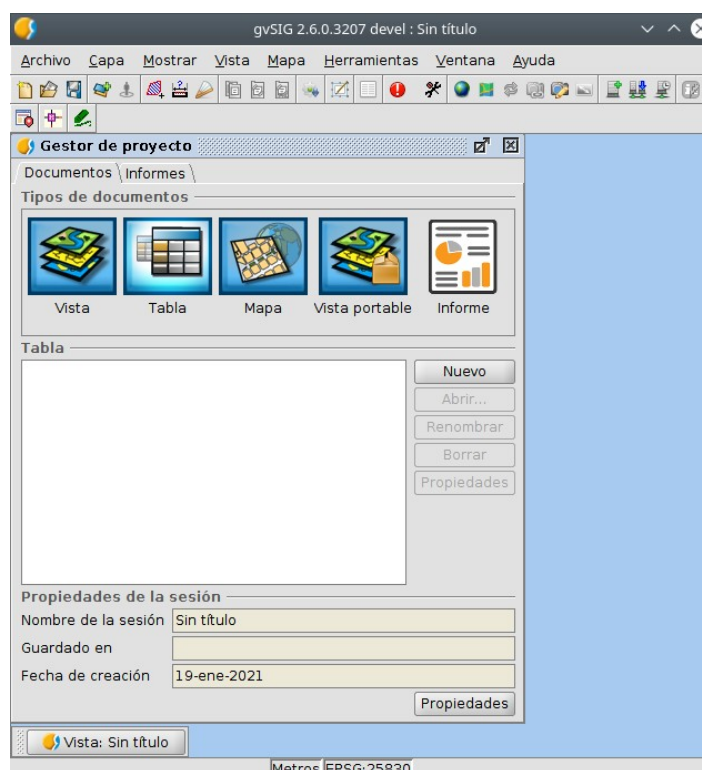 gvSIG 2.6.0.3207 devel : Sin título
Archivo Capa Mostrar Vista Mapa Herramientas Ventana Ayuda
Gestor de proyecto
Documentos Informes
Tipos de documentos
Vista Tabla Mapa Vista portable Informe
Tabla
Nuevo
Abrir...
Renombrar
Borrar
Propiedades
Propiedades de la sesión
Nombre de la sesión Sin título
Guardado en
Fecha de creación 19-ene-2021
Propiedades
Vista: Sin título
Metros EPSG:25830